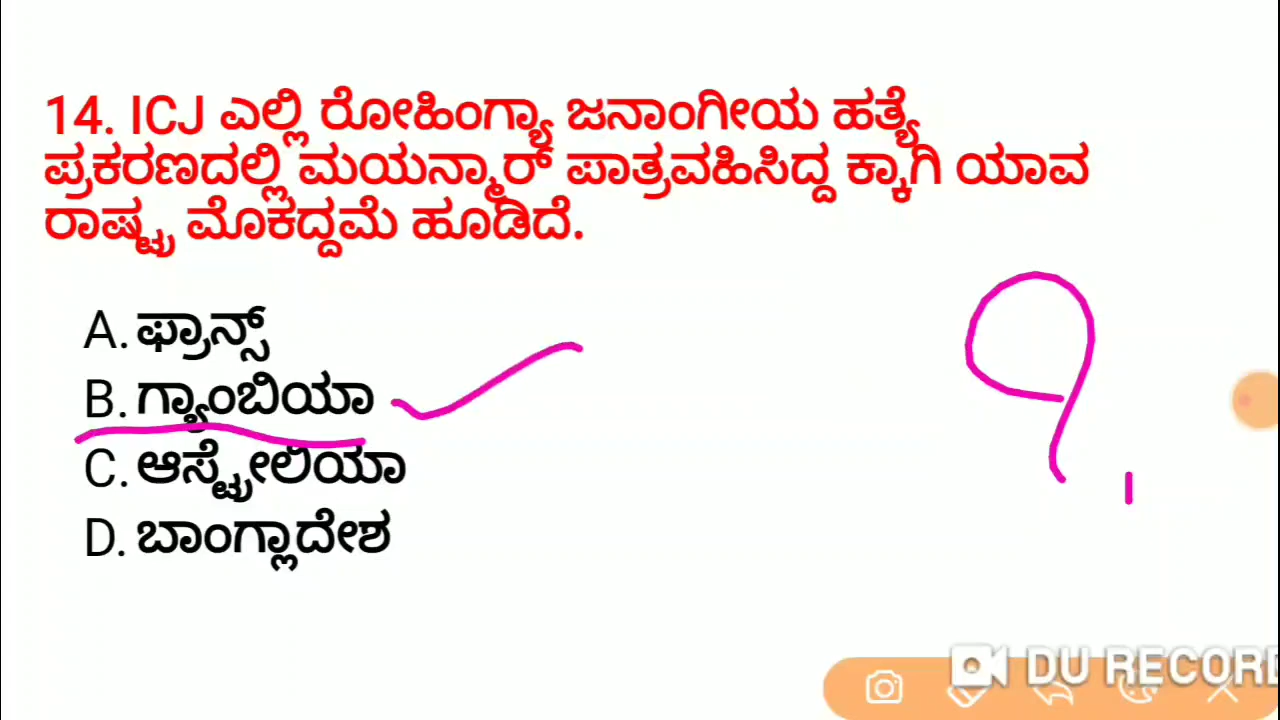 14. ICJ ಎಲ್ಲಿ ರೋಹಿಂಗ್ಯಾ ಜನಾಂಗೀಯ ಹತ್ಯೆ
ಪ್ರಕರಣದಲ್ಲಿ ಮಯನ್ಮಾರ್ ಪಾತ್ರವಹಿಸಿದ್ದ ಕ್ಕಾಗಿ ಯಾವ
ರಾಷ್ಟ್ರ ಮೊಕದ್ದಮೆ ಹೂಡಿದೆ.
A. ಫ್ರಾನ್ಸ್
B. ಗ್ಯಾಂಬಿಯಾ
C. ಆಸ್ಟ್ರೇಲಿಯಾ
D. ಬಾಂಗ್ಲಾದೇಶ
DU RECORD